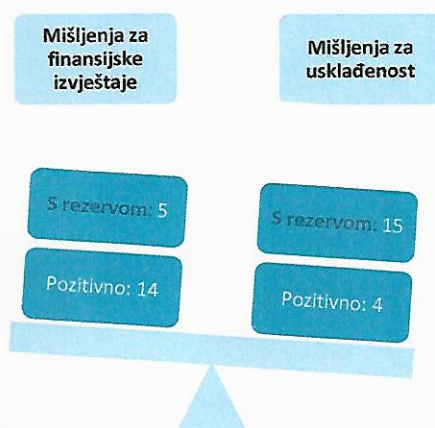 Mišljenja za
finansijske
izvještaje
Mišljenja za
usklađenost
S rezervom: 5
Pozitivno: 14
S rezervom: 15
Pozitivno: 4